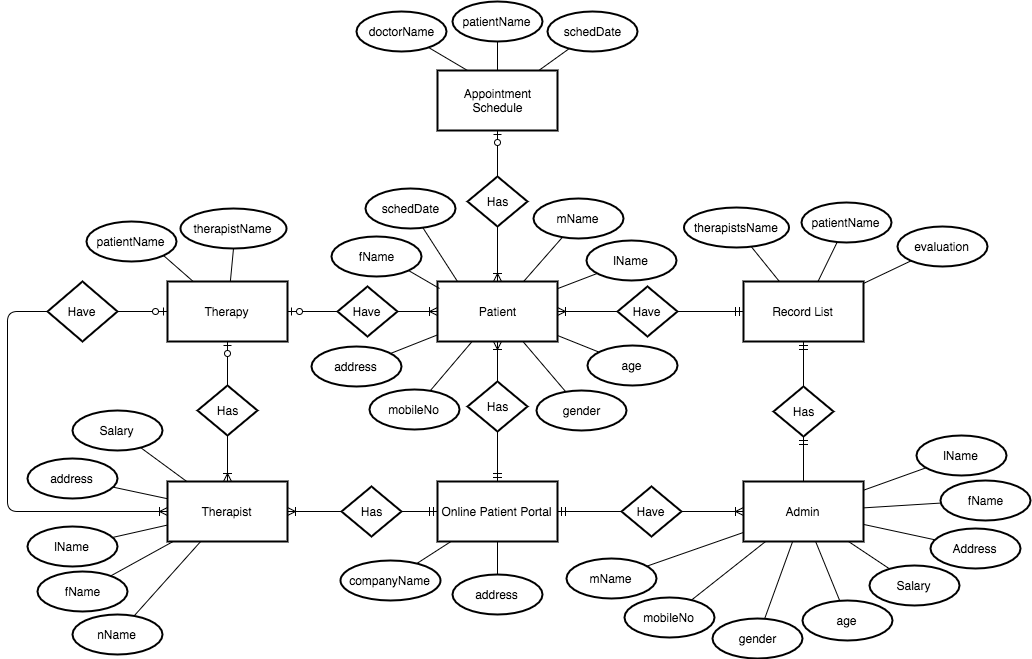 patientName
doctorName
schedDate
Appointment
Schedule
Has
schedDate
mName
therapistName
patientName
therapistsName
patientName
evaluation
fName
lName
Have
Therapy
Have
Patient
Have
Record List
address
age
mobileNo
Has
gender
Has
Has
Salary
address
lName
fName
Therapist
Has
Online Patient Portal
Have
Admin
lName
fName
nName
Address
companyName
address
mName
mobileNo
gender
age
Salary